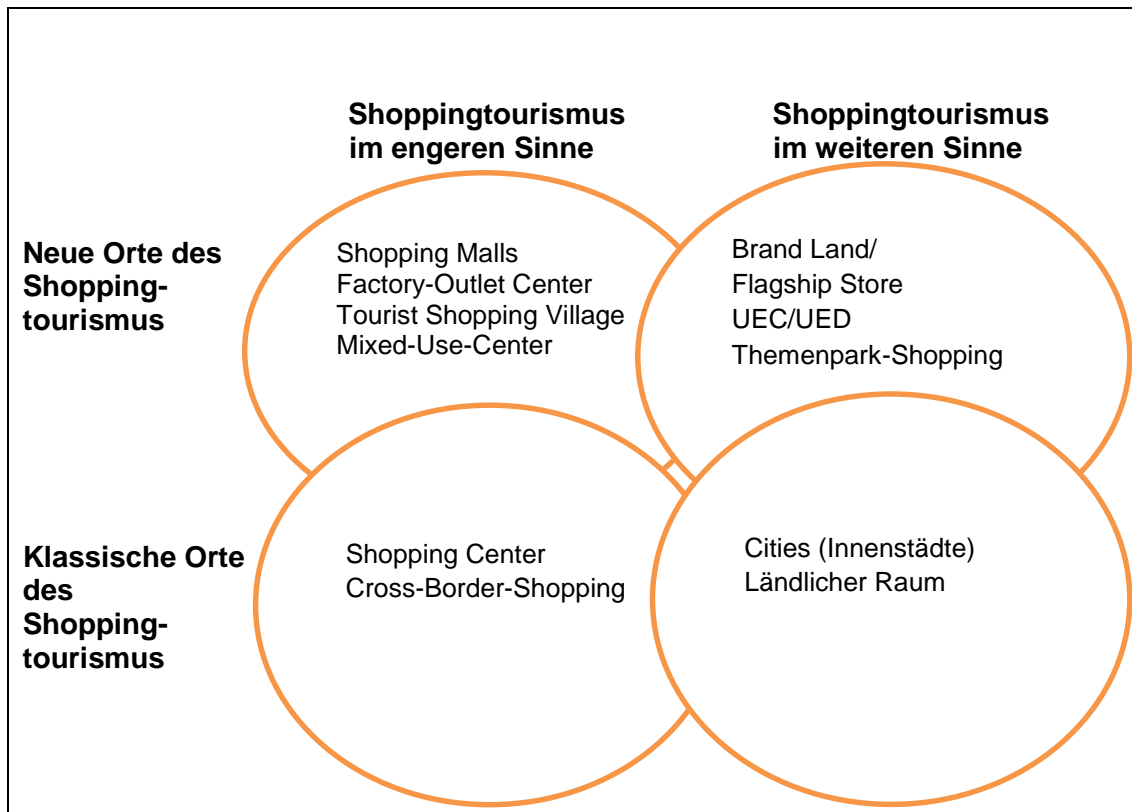 Shoppingtourismus
im engeren Sinne
Shoppingtourismus
im weiteren Sinne
Neue Orte des
Shopping-
tourismus
Shopping Malls
Factory-Outlet Center
Tourist Shopping Village
Mixed-Use-Center
Brand Land/
Flagship Store
UEC/UED
Themenpark-Shopping
Klassische Orte
des
Shopping-
tourismus
Shopping Center
Cross-Border-Shopping
Cities (Innenstädte)
Ländlicher Raum